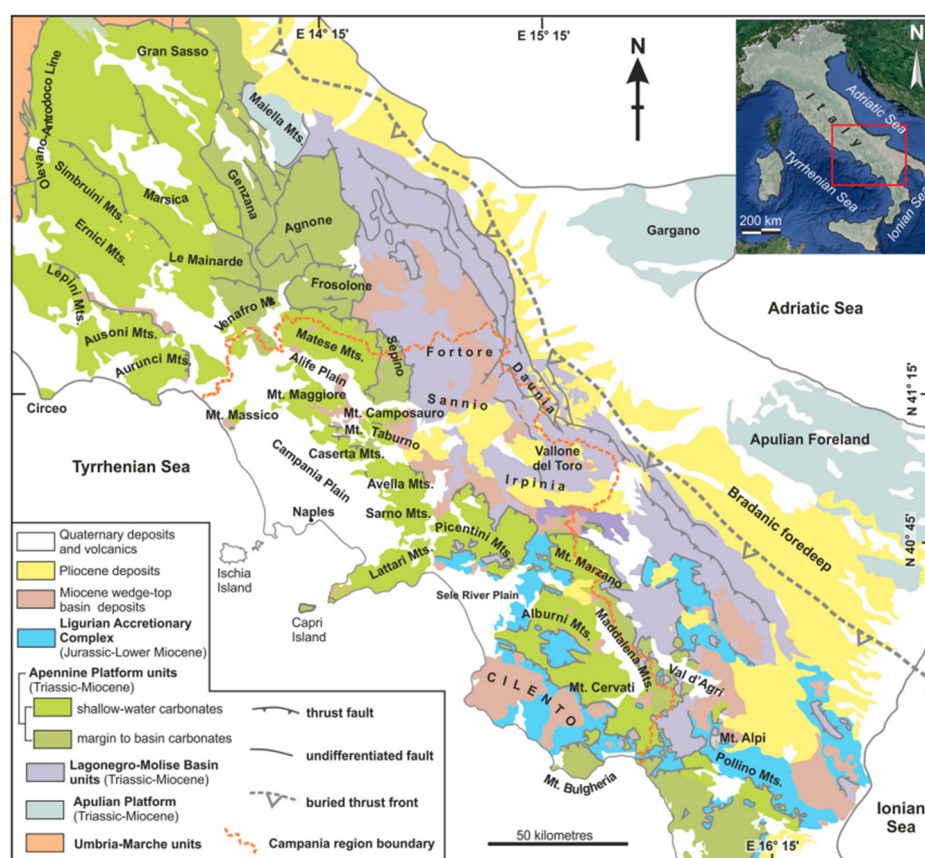 E 14° 15'
E 15° 15'
N
N
Italy
Adriatic Sea
Tyrrhenian Sea
Ionian Sea
200 km
Olevano-Antrodoco Line
Gran Sasso
Maiella Mts.
Simbruini Mts.
Marsica
Genzana
Ernici Mts.
Agnone
Gargano
Le Mainarde
Lepini Mts.
Frosolone
Venafro Mt
Adriatic Sea
Ausoni Mts.
Matese Mts.
Sepino
Fortore
Aurunci Mts.
Alife Plain
Daunia
N 41° 15'
Circeo
Mt. Maggiore
Sannio
Mt. Massico
Mt. Camposauro
Mt. Taburno
Apulian Foreland
Caserta Mts.
Vallone
del Toro
Tyrrhenian Sea
Campania Plain
Avella Mts.
Irpinia
Bradanic foredeep
Naples
Sarno Mts.
Picentini Mts.
N 40° 45'
Lattari Mts.
Mt. Marzano
Ischia
Island
Sele River Plain
Capri
Island
Alburni Mts.
Maddalena Mts.
Val d'Agri
CILENTO
Mt. Cervati
Mt. Alpi
Pollino Mts.
Mt. Bulgheria
Ionian
Sea
50 kilometres
E 16° 15'
Quaternary deposits
and volcanics
Pliocene deposits
Miocene wedge-top
basin deposits
Ligurian Accretionary
Complex
(Jurassic-Lower Miocene)
Apennine Platform units
(Triassic-Miocene)
shallow-water carbonates
margin to basin carbonates
Lagonegro-Molise Basin
units (Triassic-Miocene)
Apulian Platform
(Triassic-Miocene)
Umbria-Marche units
thrust fault
undifferentiated fault
buried thrust front
Campania region boundary